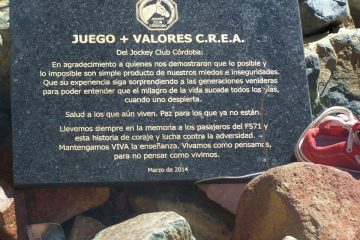 JOCKEY CLUB CÓRDOBA
JUEGO + VALORES C.R.E.A.
Del Jockey Club Córdoba:
En agradecimiento a quienes nos demostraron que lo posible y
lo imposible son simple producto de nuestros miedos e inseguridades.
Que su experiencia siga sorprendiendo a las generaciones venideras
para poder entender que el milagro de la vida sucede todos los días,
cuando uno despierta.
Salud a los que aún viven. Paz para los que ya no están.
Llevemos siempre en la memoria a los pasajeros del F571 y
esta historia de coraje y lucha contra la adversidad.
Mantengamos VIVA la enseñanza. Vivamos como pensamos,
para no pensar como vivimos.
Marzo de 2014